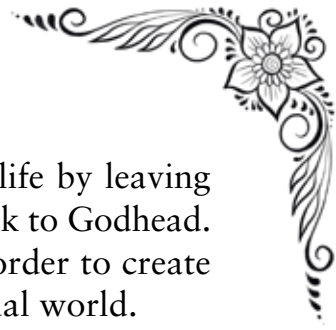 life by leaving
k to Godhead.
order to create
al world.